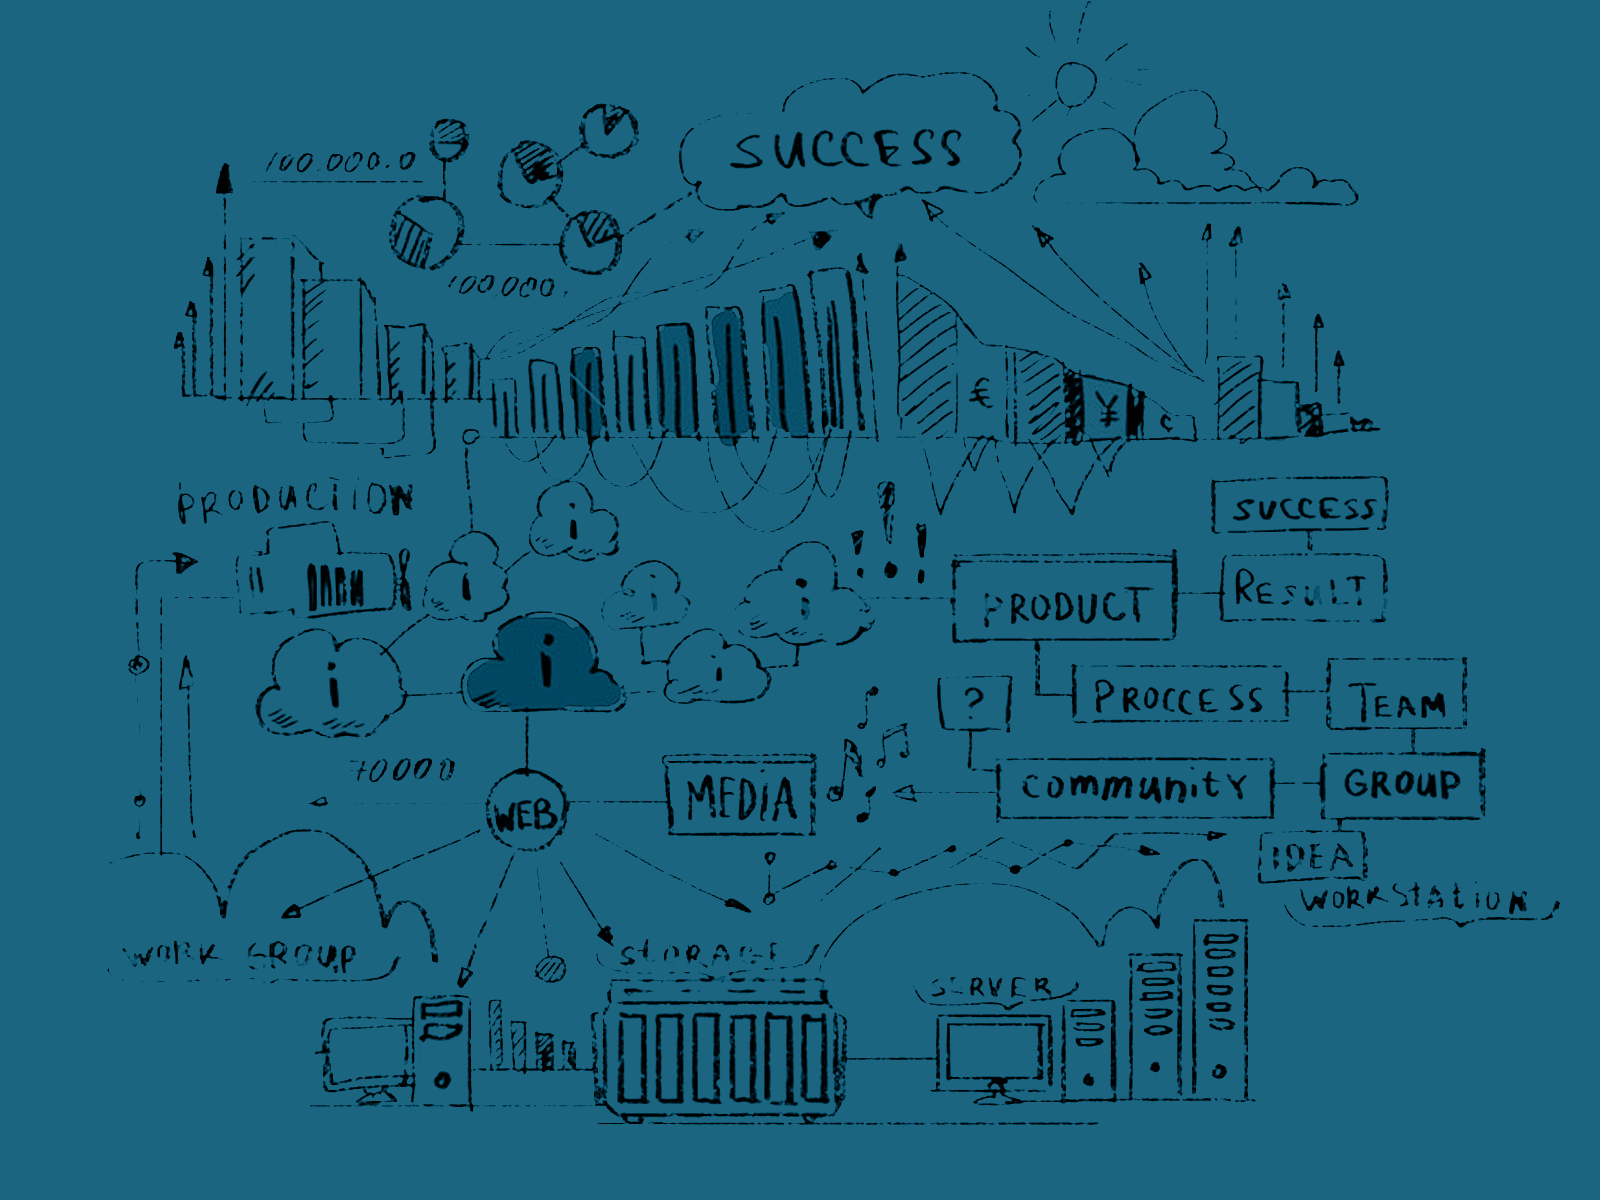 SUCCESS
100.000.0
100.000.
€
¥
¢
PRODUCTION
SUCCESS
i
i
! ! !
RESULT
PRODUCT
i
i
i
i
i
i
PROCCESS
TEAM
?
70000
WEB
MEDIA
community
GROUP
IDEA
WORKSTATION
WORK GROUP
STORAGE
SERVER